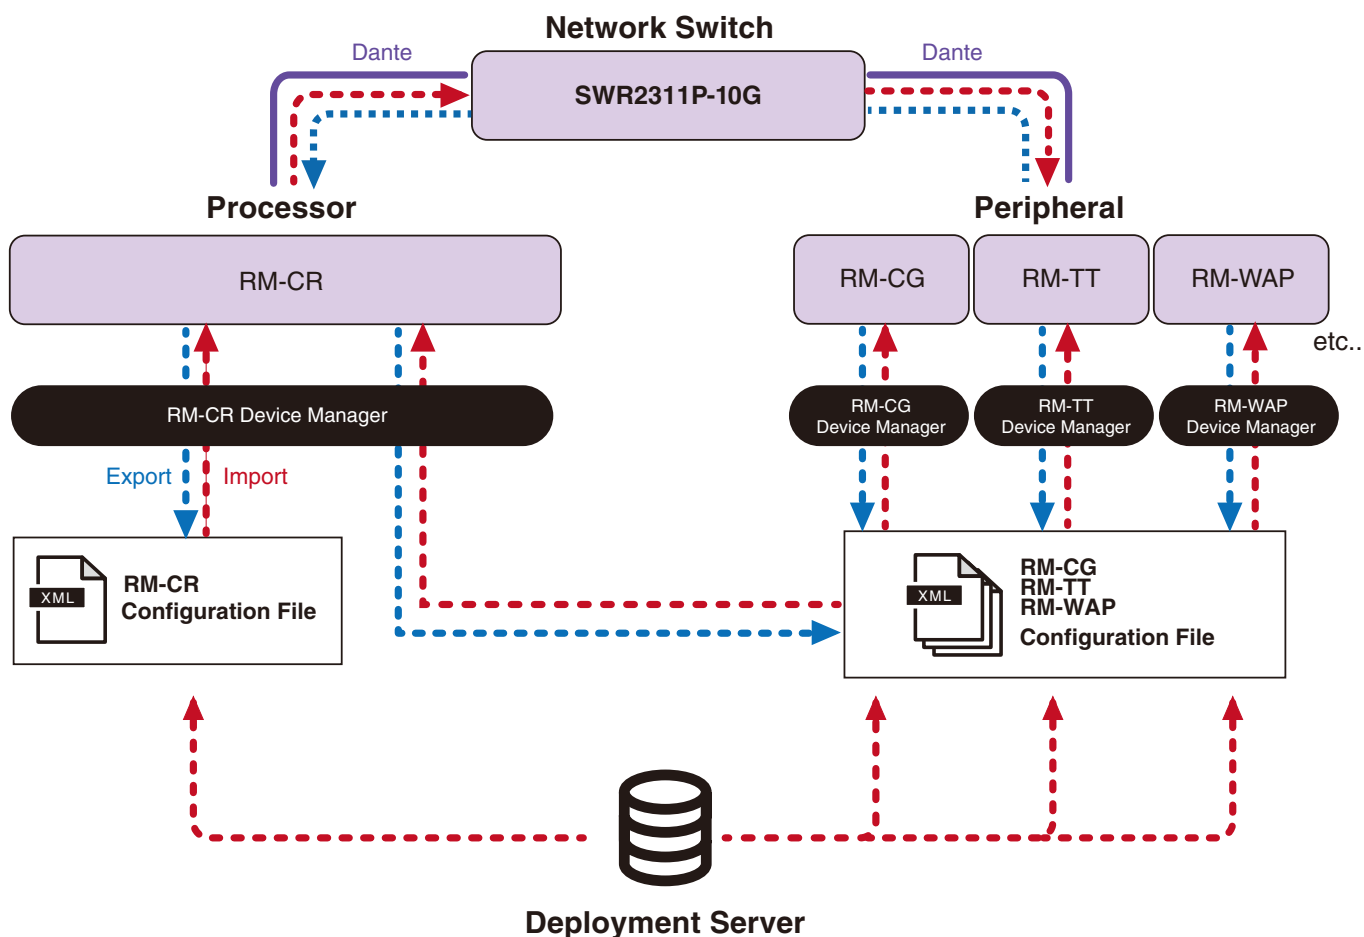 Network Switch
Dante
Dante
SWR2311P-10G
Processor
Peripheral
RM-CR
RM-CG
RM-TT
RM-WAP
etc..
RM-CR Device Manager
RM-CG
Device Manager
RM-TT
Device Manager
RM-WAP
Device Manager
Export
Import
XML
RM-CR
Configuration File
XML
RM-CG
RM-TT
RM-WAP
Configuration File
Deployment Server